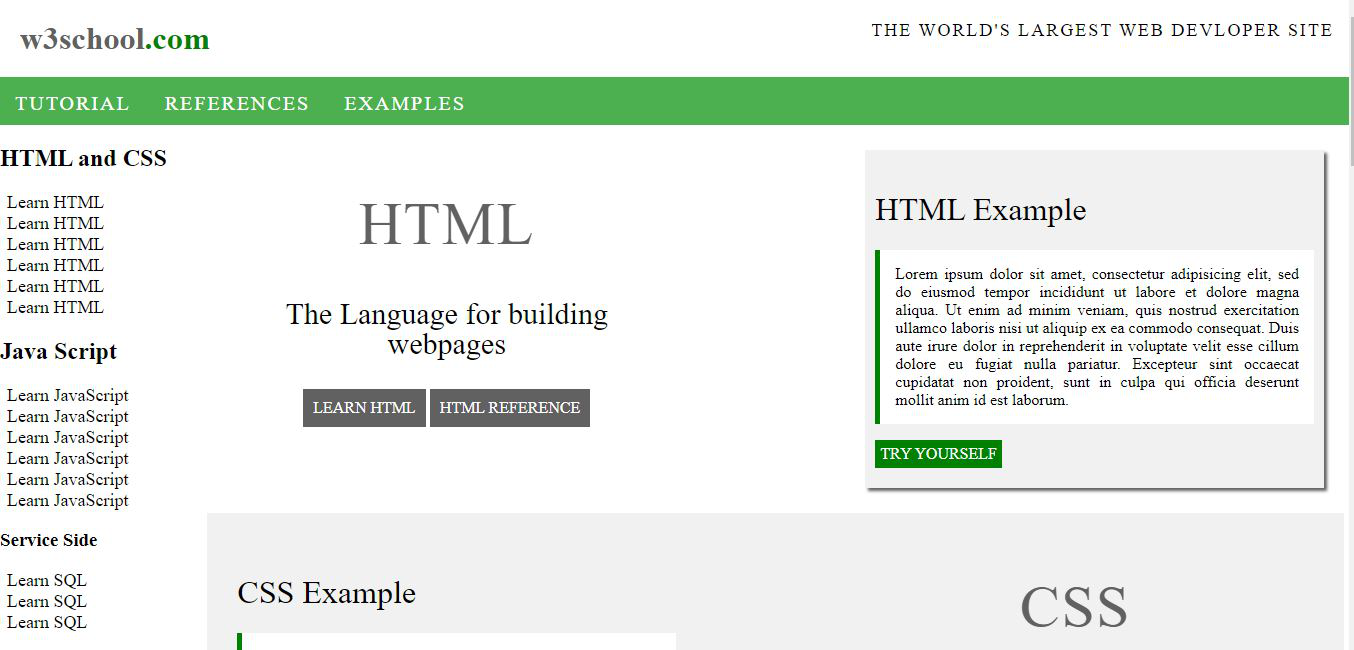 w3school.com
THE WORLD'S LARGEST WEB DEVLOPER SITE
TUTORIAL REFERENCES EXAMPLES
HTML and CSS
Learn HTML
Learn HTML
Learn HTML
Learn HTML
Learn HTML
Learn HTML
Java Script
Learn JavaScript
Learn JavaScript
Learn JavaScript
Learn JavaScript
Learn JavaScript
Learn JavaScript
Service Side
Learn SQL
Learn SQL
Learn SQL
HTML
The Language for building
webpages
LEARN HTML HTML REFERENCE
HTML Example
Lorem ipsum dolor sit amet, consectetur adipisicing elit, sed
do eiusmod tempor incididunt ut labore et dolore magna
aliqua. Ut enim ad minim veniam, quis nostrud exercitation
ullamco laboris nisi ut aliquip ex ea commodo consequat. Duis
aute irure dolor in reprehenderit in voluptate velit esse cillum
dolore eu fugiat nulla pariatur. Excepteur sint occaecat
cupidatat non proident, sunt in culpa qui officia deserunt
mollit anim id est laborum.
TRY YOURSELF
CSS Example
CSS